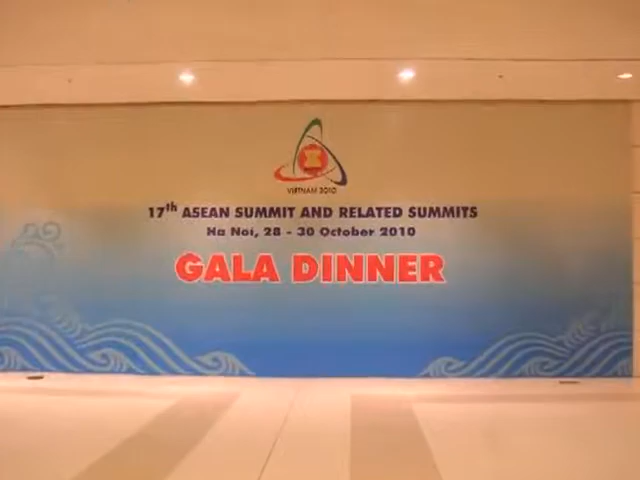 VIETNAM 2010
17th ASEAN SUMMIT AND RELATED SUMMITS
Ha Noi, 28 - 30 October 2010
GALA DINNER